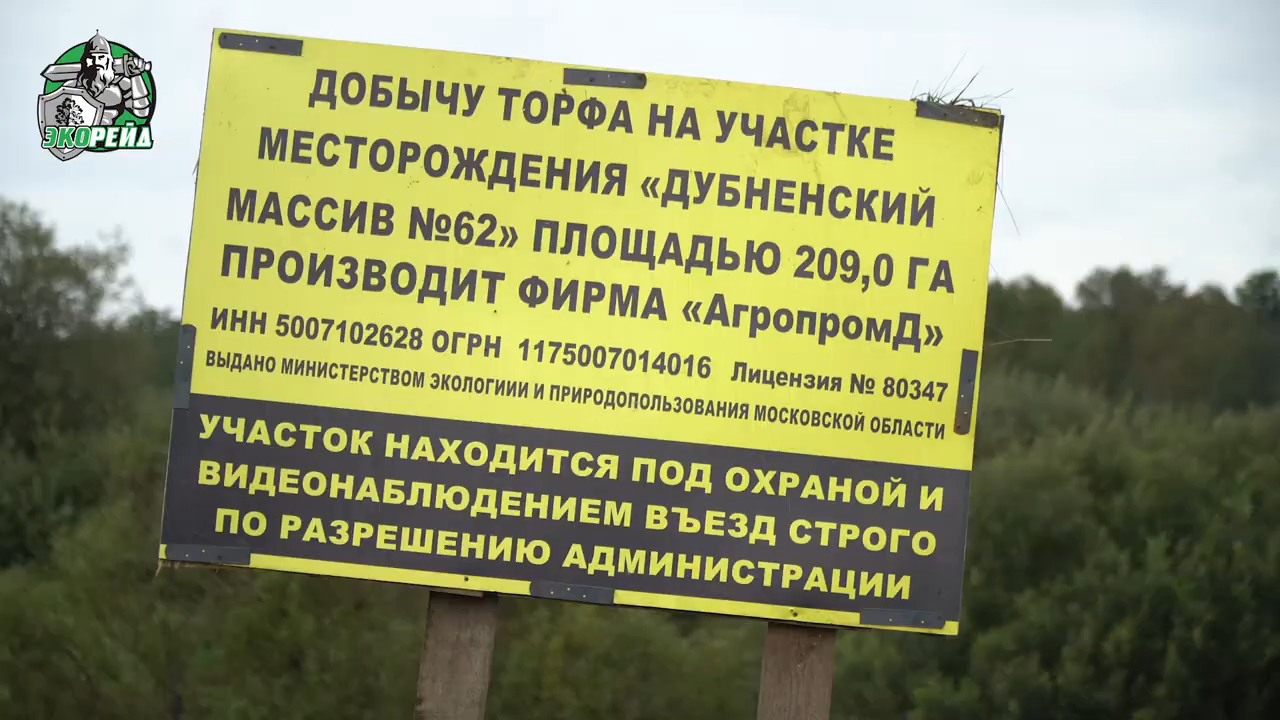 ЭКОРЕЙД
ДОБЫЧУ ТОРФА НА УЧАСТКЕ
МЕСТОРОЖДЕНИЯ «ДУБНЕНСКИЙ
МАССИВ №62» ПЛОЩАДЬЮ 209,0 ГА
ПРОИЗВОДИТ ФИРМА «АгропромД»
ИНН 5007102628 ОГРН 1175007014016 Лицензия № 80347
ВЫДАНО МИНИСТЕРСТВОМ ЭКОЛОГИИИ И ПРИРОДОПОЛЬЗОВАНИЯ МОСКОВСКОЙ ОБЛАСТИ
УЧАСТОК НАХОДИТСЯ ПОД ОХРАНОЙ И
ВИДЕОНАБЛЮДЕНИЕМ ВЪЕЗД СТРОГО
ПО РАЗРЕШЕНИЮ АДМИНИСТРАЦИИ